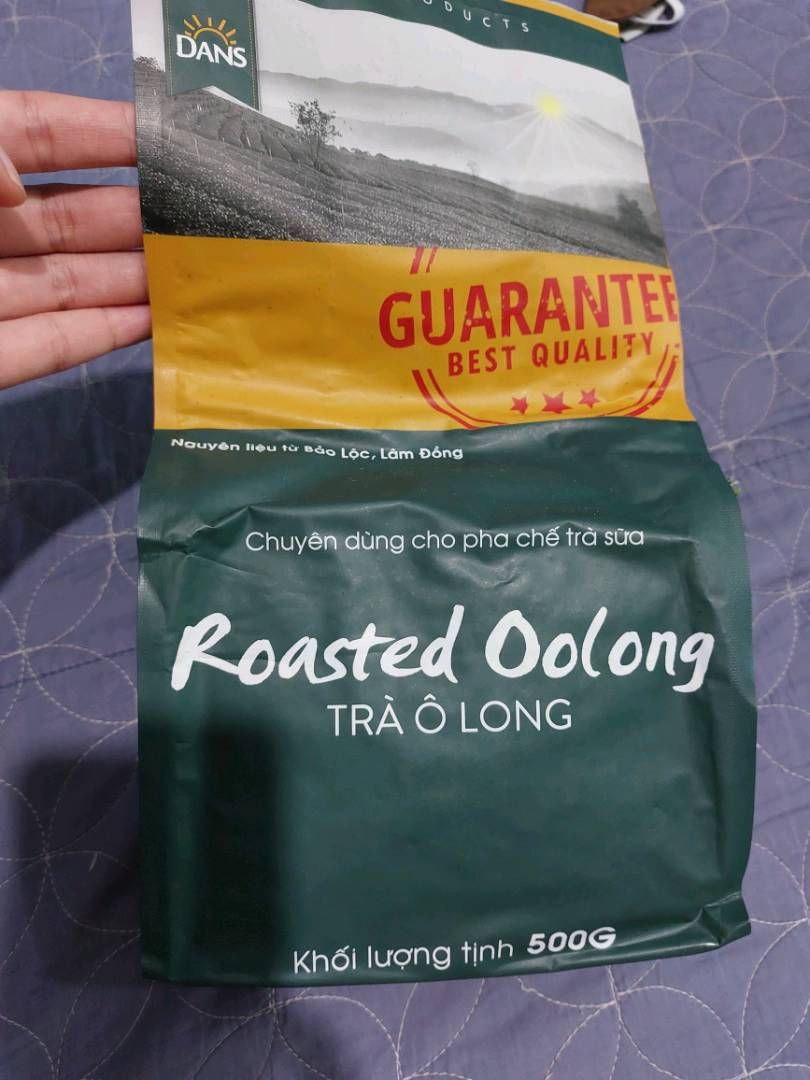 DANS
GUARANTEE
BEST QUALITY
Nguyên liệu từ Bảo Lộc, Lâm Đồng
Chuyên dùng cho pha chế trà sữa
Roasted Oolong
TRÀ Ô LONG
Khối lượng tịnh 500G